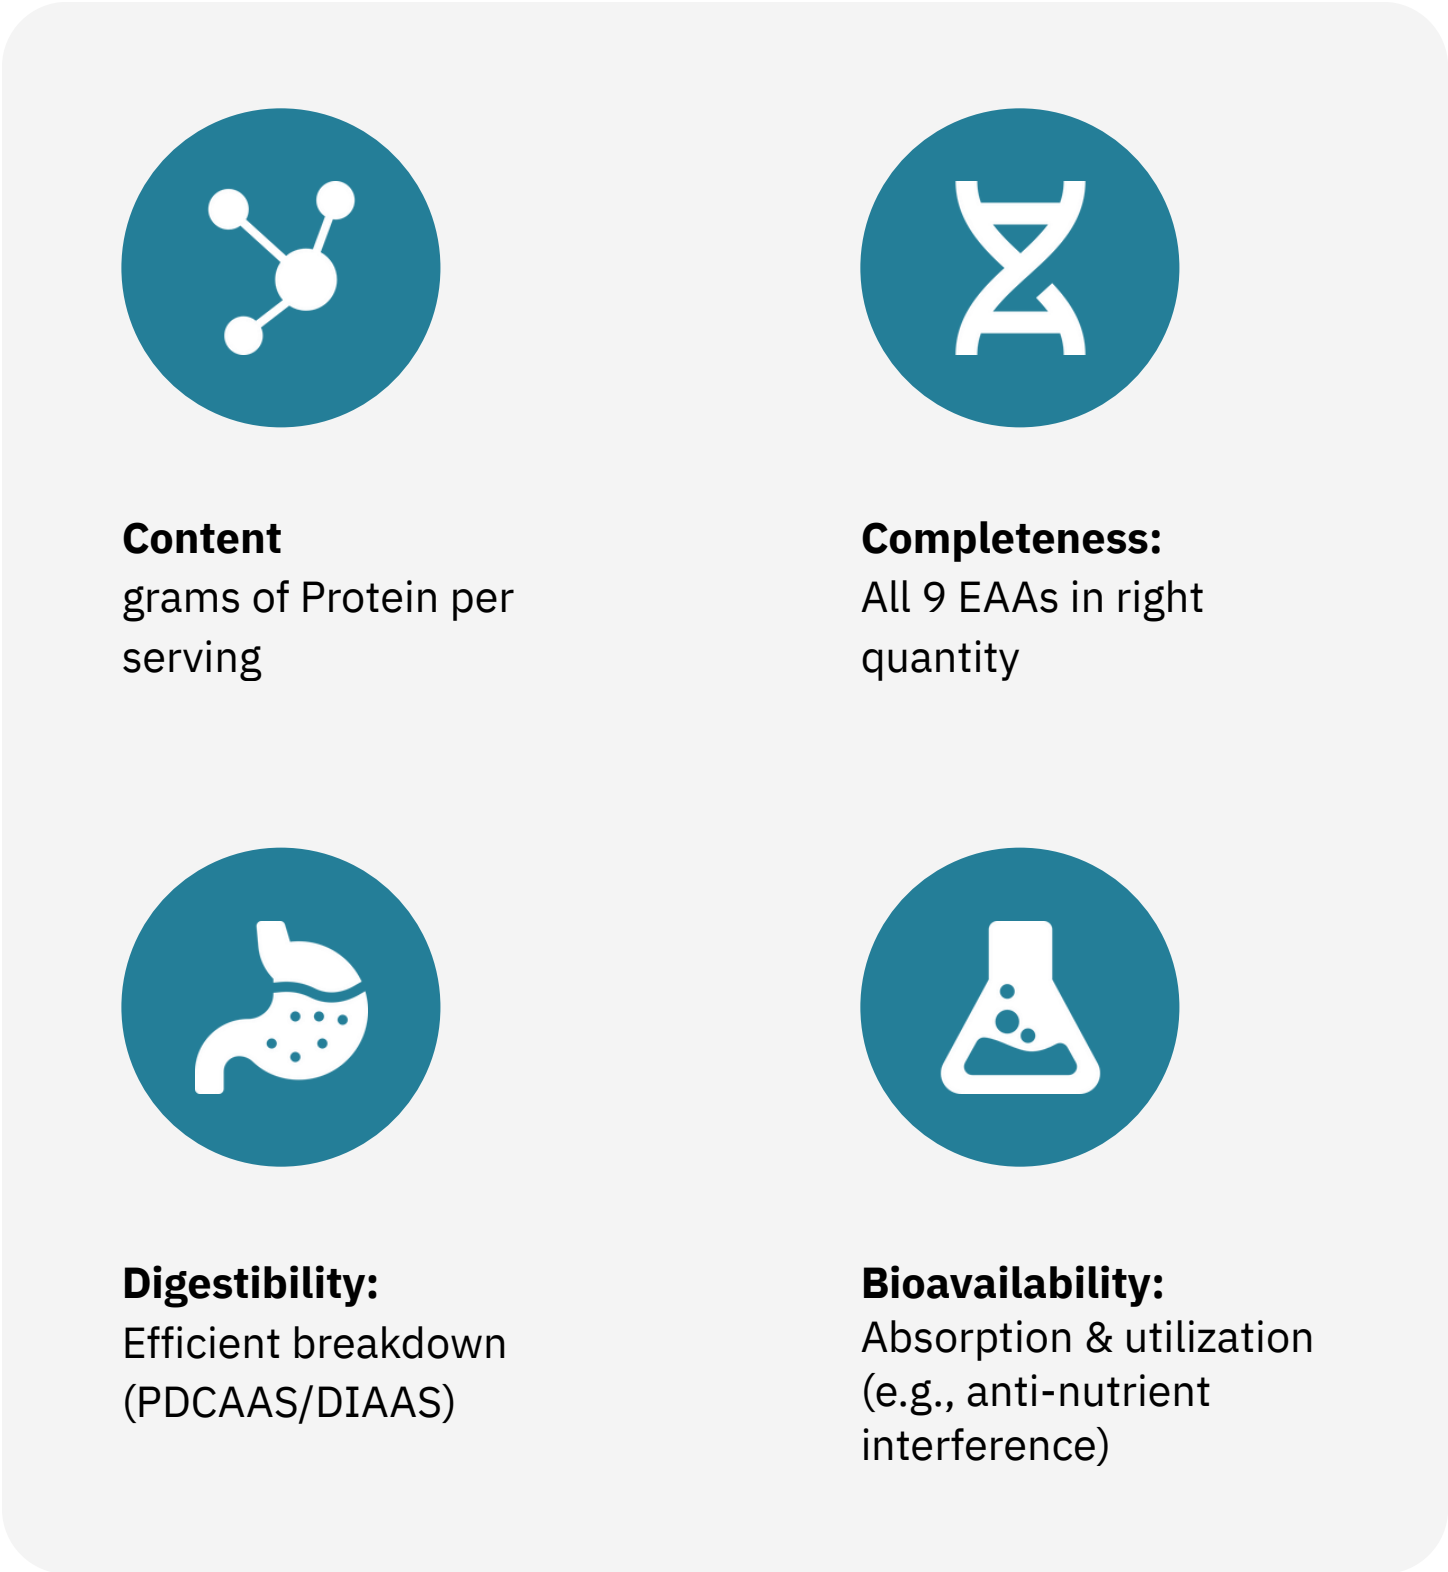 Content
grams of Protein per
serving
Completeness:
All 9 EAAs in right
quantity
Digestibility:
Efficient breakdown
(PDCAAS/DIAAS)
Bioavailability:
Absorption & utilization
(e.g., anti-nutrient
interference)